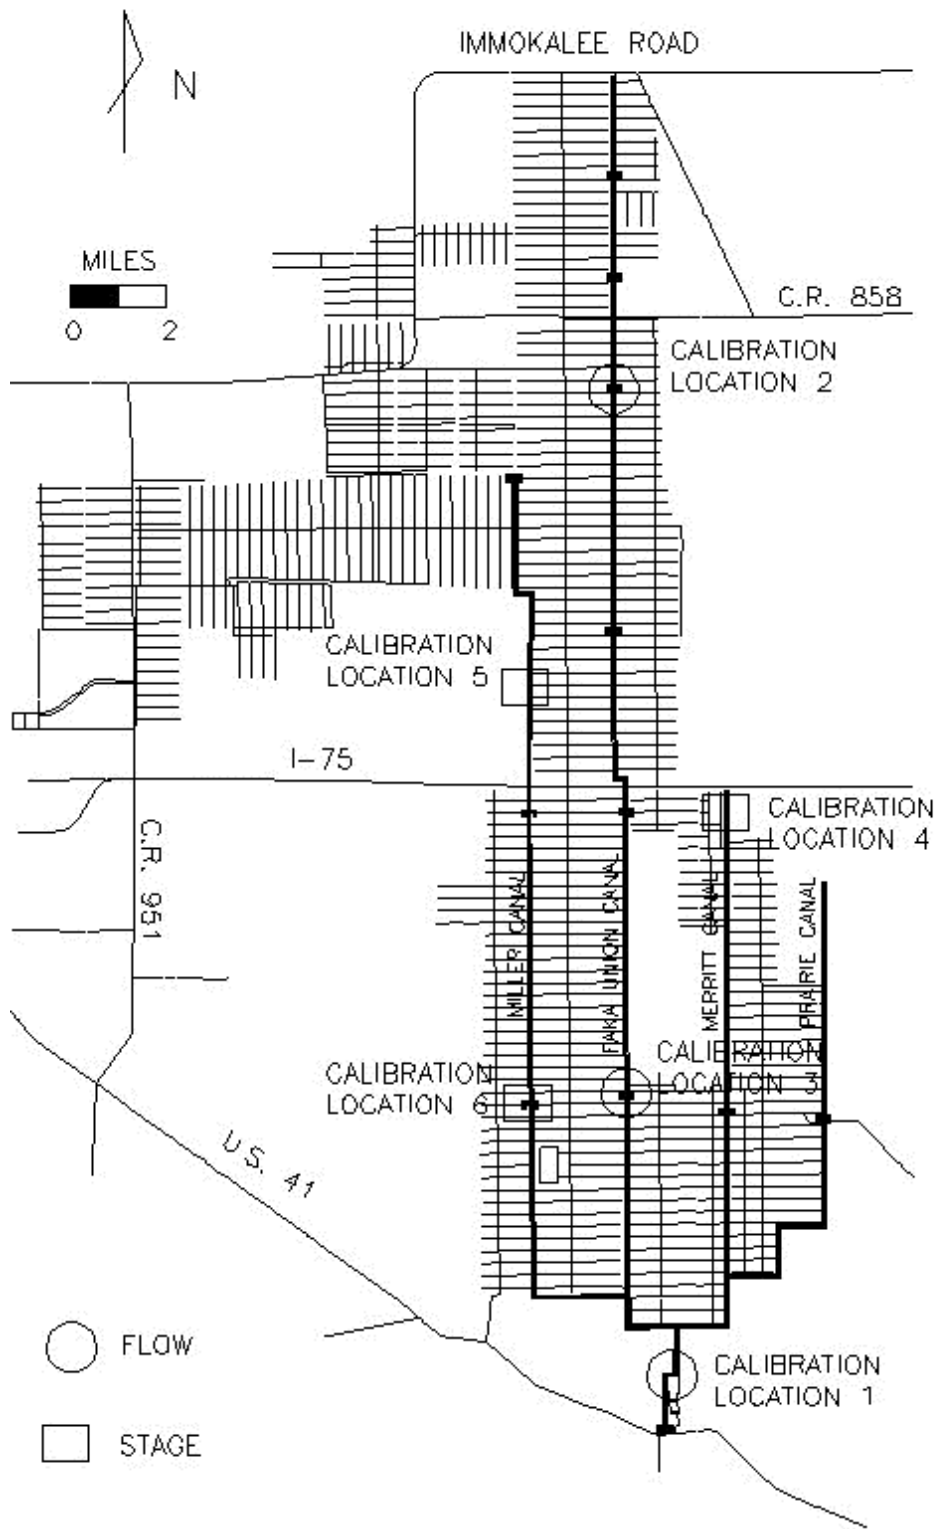 IMMOKALEE ROAD
N
MILES
0 2
C.R. 858
CALIBRATION
LOCATION 2
CALIBRATION
LOCATION 5
I-75
CALIBRATION
LOCATION 4
C.R. 951
MILLER CANAL
FAKA UNION CANAL
MERRITT CANAL
PRAIRIE CANAL
CALIBRATION
LOCATION 3
CALIBRATION
LOCATION 6
U.S. 41
FLOW
CALIBRATION
LOCATION 1
STAGE